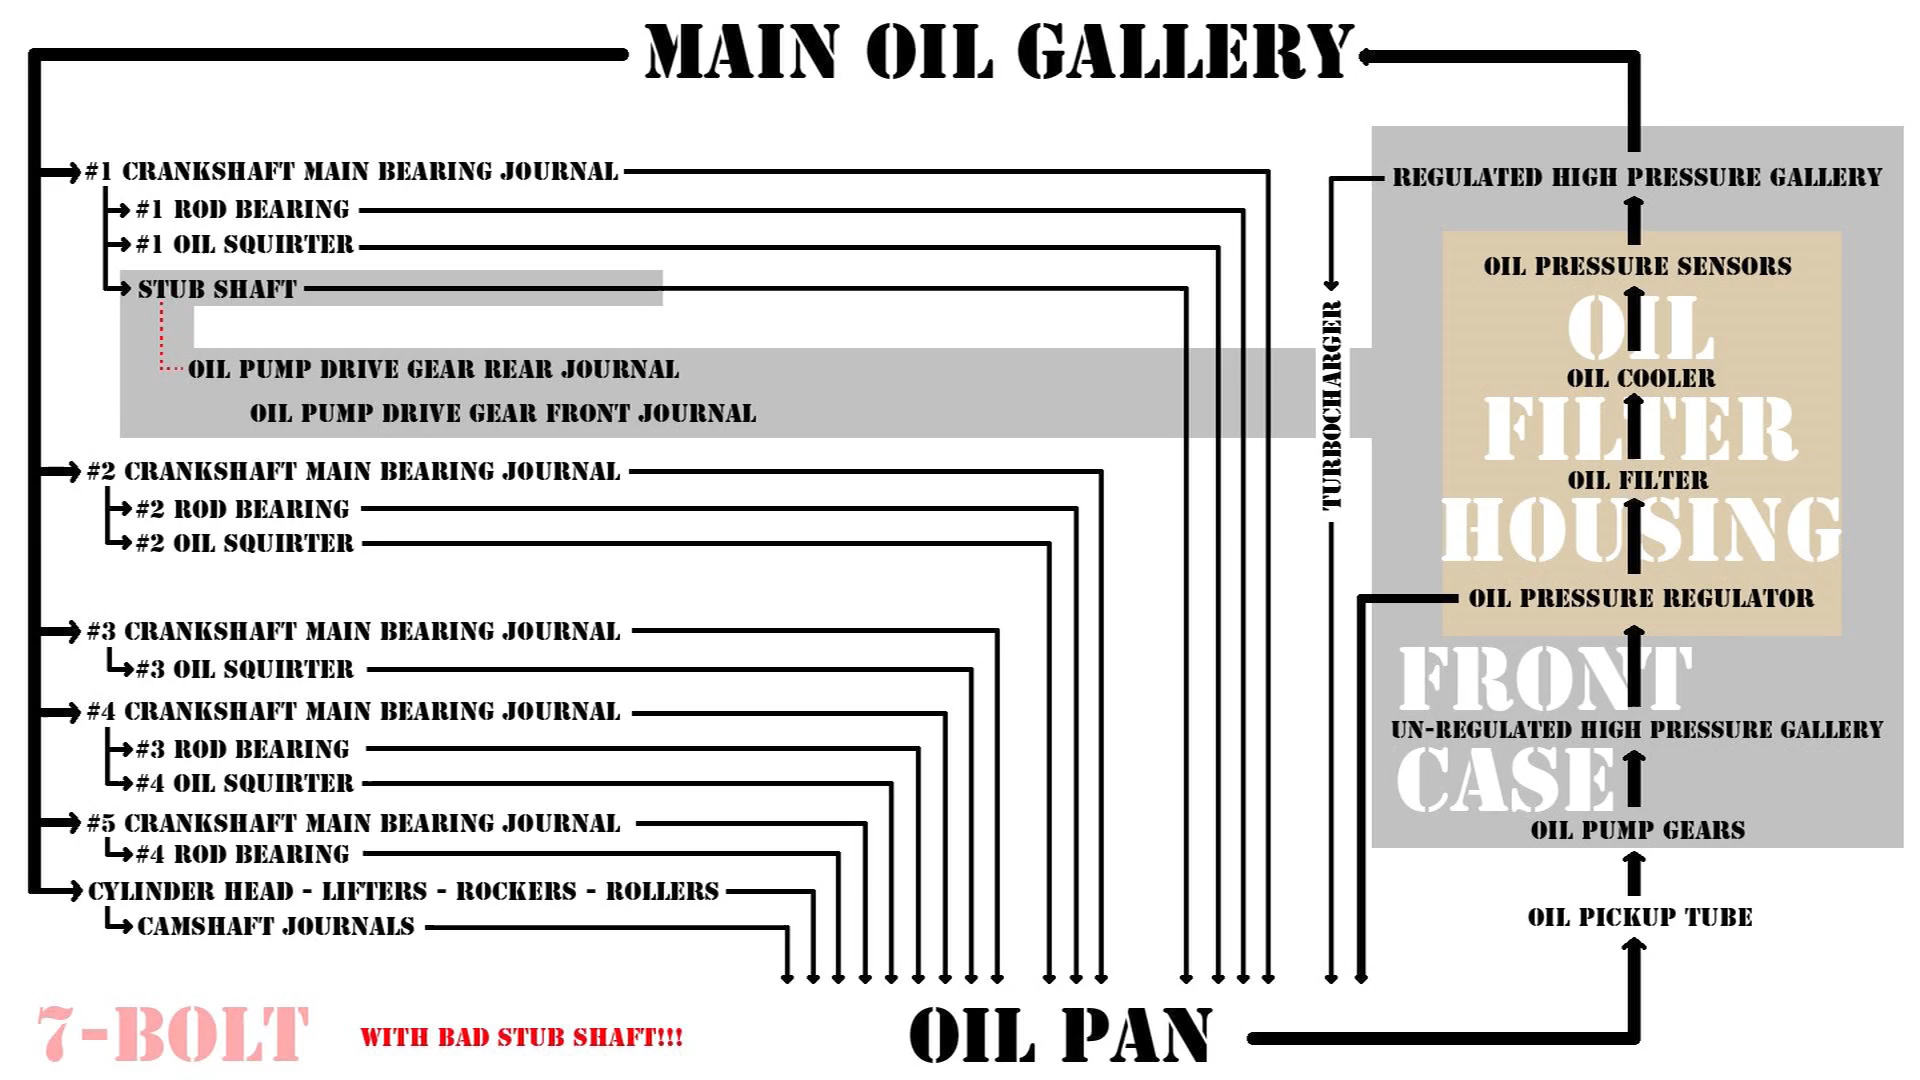 MAIN OIL GALLERY
#1 CRANKSHAFT MAIN BEARING JOURNAL
#1 ROD BEARING
#1 OIL SQUIRTER
STUB SHAFT
OIL PUMP DRIVE GEAR REAR JOURNAL
OIL PUMP DRIVE GEAR FRONT JOURNAL
#2 CRANKSHAFT MAIN BEARING JOURNAL
#2 ROD BEARING
#2 OIL SQUIRTER
#3 CRANKSHAFT MAIN BEARING JOURNAL
#3 OIL SQUIRTER
#4 CRANKSHAFT MAIN BEARING JOURNAL
#3 ROD BEARING
#4 OIL SQUIRTER
#5 CRANKSHAFT MAIN BEARING JOURNAL
#4 ROD BEARING
CYLINDER HEAD - LIFTERS - ROCKERS - ROLLERS
CAMSHAFT JOURNALS
TURBOCHARGER
REGULATED HIGH PRESSURE GALLERY
OIL PRESSURE SENSORS
OIL
OIL COOLER
FILTER
OIL FILTER
HOUSING
OIL PRESSURE REGULATOR
FRONT
UN-REGULATED HIGH PRESSURE GALLERY
CASE
OIL PUMP GEARS
OIL PICKUP TUBE
7-BOLT
WITH BAD STUB SHAFT!!!
OIL PAN